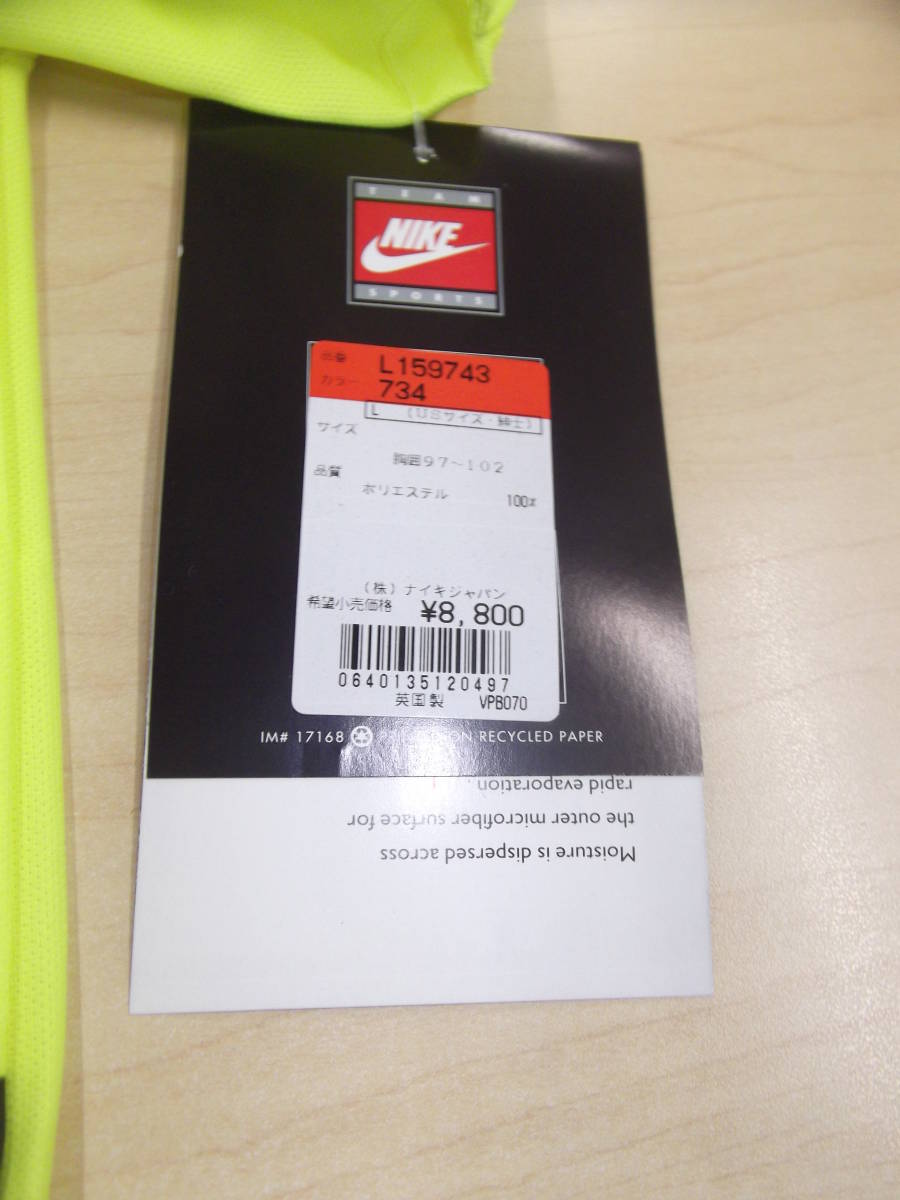 TEAM
NIKE
SPORTS
品番 L159743
カラー 734
L (USサイズ・紳士)
サイズ
胸囲97~102
品質
ポリエステル 100%
(株)ナイキジャパン
希望小売価格 ¥8,800
0640135120497
英国製 VPB070
IM# 17168 PRINTED ON RECYCLED PAPER
Moisture is dispersed across
the outer microfiber surface for
rapid evaporation.